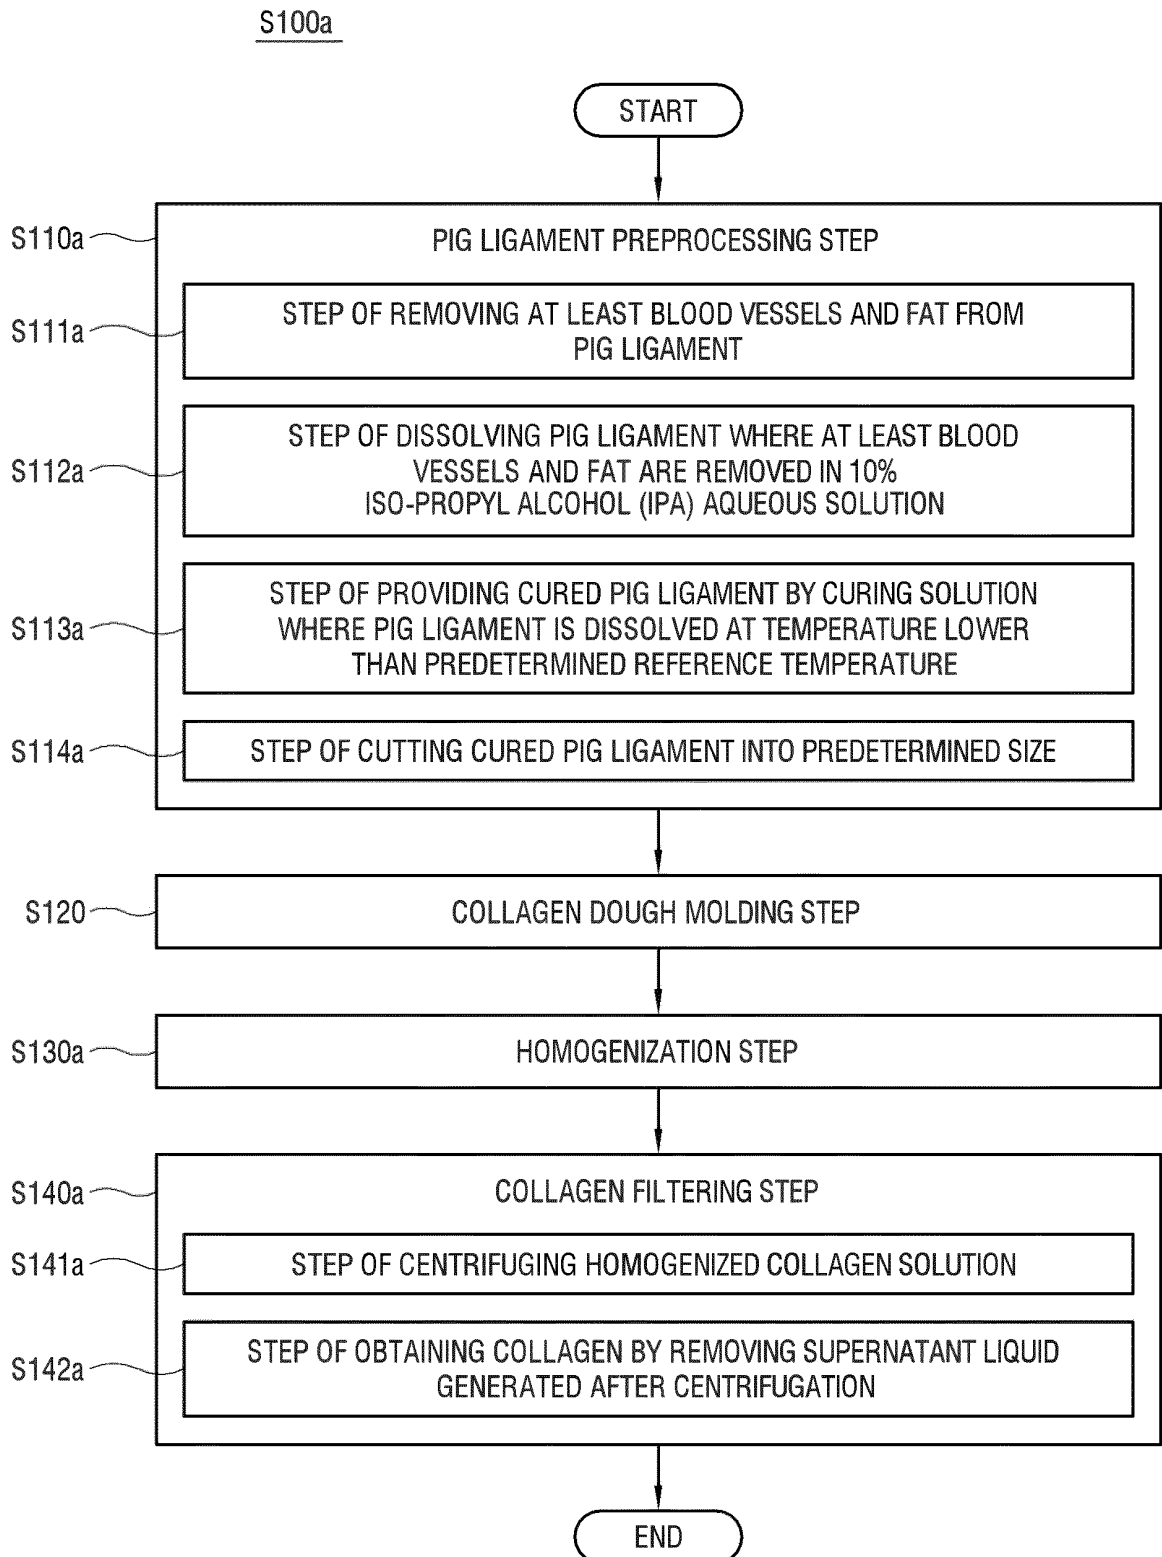 S100a
START
S110a
PIG LIGAMENT PREPROCESSING STEP
S111a
STEP OF REMOVING AT LEAST BLOOD VESSELS AND FAT FROM
PIG LIGAMENT
S112a
STEP OF DISSOLVING PIG LIGAMENT WHERE AT LEAST BLOOD
VESSELS AND FAT ARE REMOVED IN 10%
ISO-PROPYL ALCOHOL (IPA) AQUEOUS SOLUTION
S113a
STEP OF PROVIDING CURED PIG LIGAMENT BY CURING SOLUTION
WHERE PIG LIGAMENT IS DISSOLVED AT TEMPERATURE LOWER
THAN PREDETERMINED REFERENCE TEMPERATURE
S114a
STEP OF CUTTING CURED PIG LIGAMENT INTO PREDETERMINED SIZE
S120
COLLAGEN DOUGH MOLDING STEP
S130a
HOMOGENIZATION STEP
S140a
COLLAGEN FILTERING STEP
S141a
STEP OF CENTRIFUGING HOMOGENIZED COLLAGEN SOLUTION
S142a
STEP OF OBTAINING COLLAGEN BY REMOVING SUPERNATANT LIQUID
GENERATED AFTER CENTRIFUGATION
END